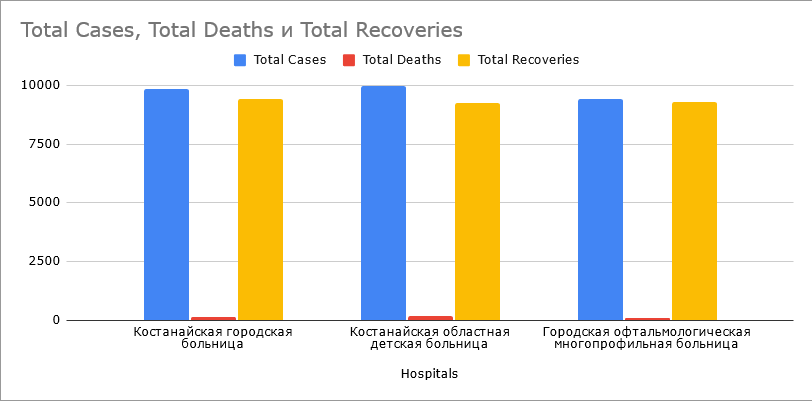 Total Cases, Total Deaths и Total Recoveries
Total Cases
Total Deaths
Total Recoveries
10000
7500
5000
2500
0
Костанайская городская
больница
Костанайская областная
детская больница
Городская офтальмологическая
многопрофильная больница
Hospitals